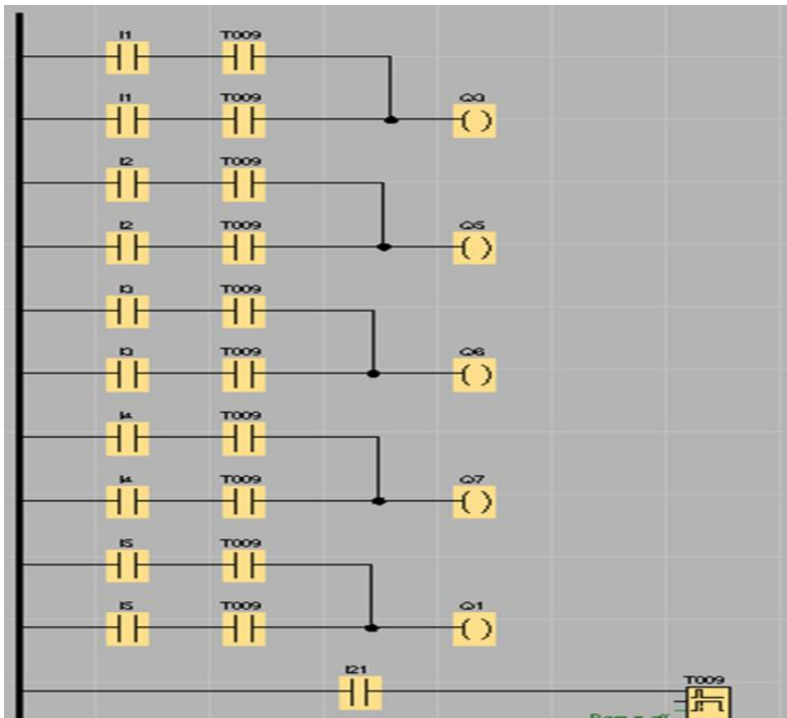 I1 T009
I1 T009 Q3
I2 T009
I2 T009 Q5
I3 T009
I3 T009 Q6
I4 T009
I4 T009 Q7
I5 T009
I5 T009 Q1
I21 T009